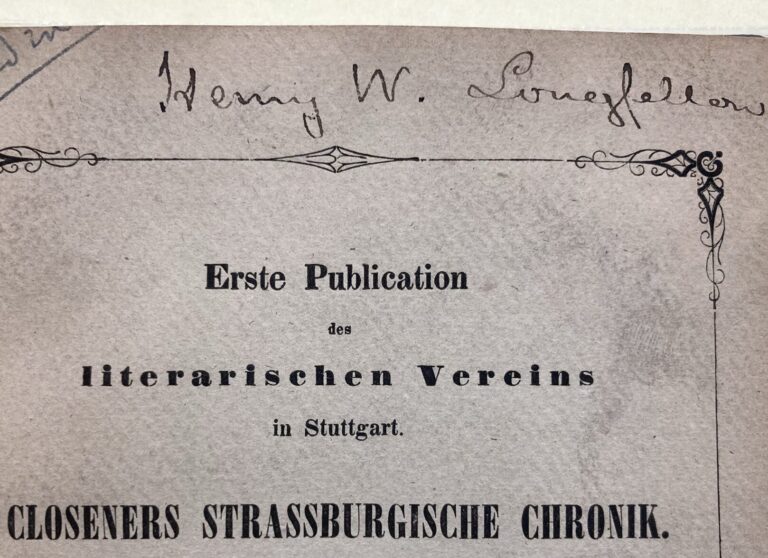 Henry W. Longfellow
Erste Publication
des
literarischen Vereins
in Stuttgart.
CLOSENERS STRASSBURGISCHE CHRONIK.